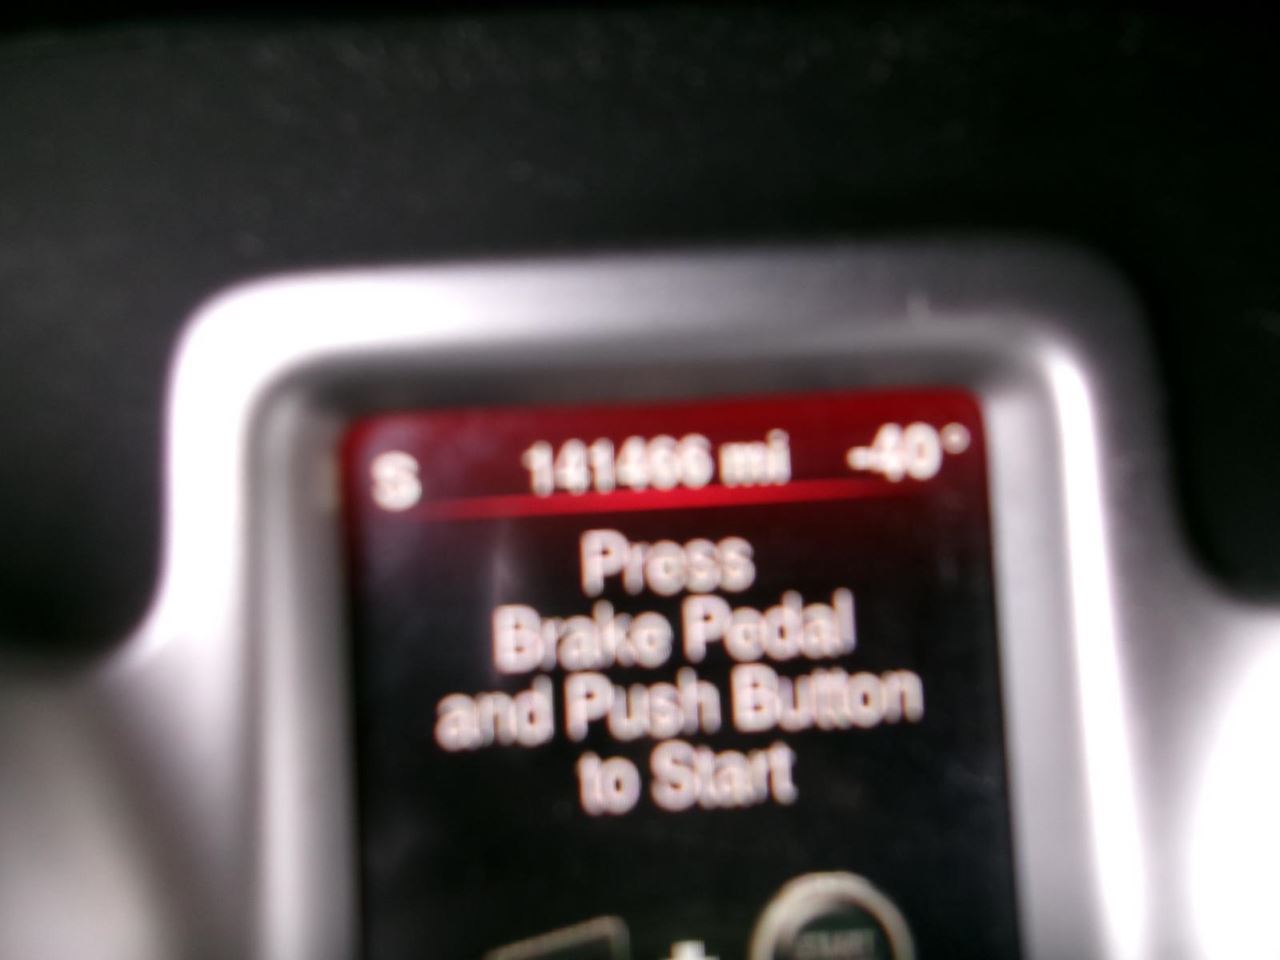 S 141466 mi -40°
Press
Brake Pedal
and Push Button
to Start